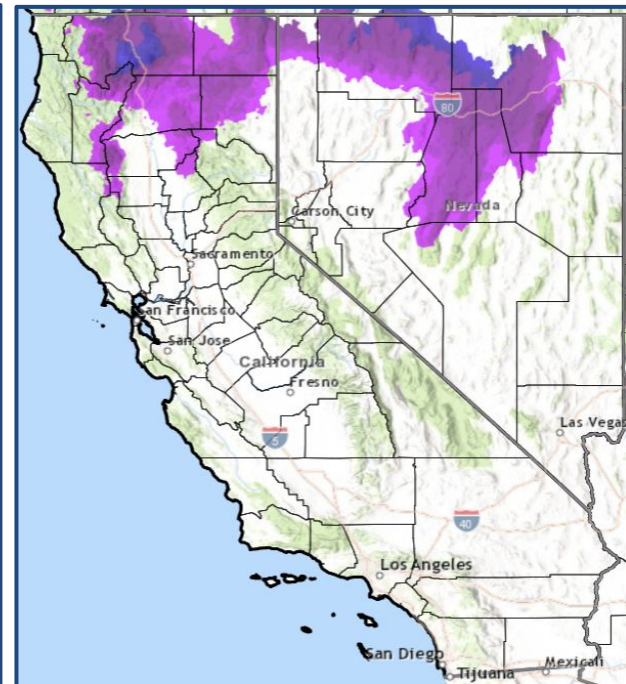 80
Nevada
Carson City
Sacramento
San Francisco
San Jose
California
Fresno
Las Vegas
5
40
Los Angeles
San Diego
Mexicali
Tijuana